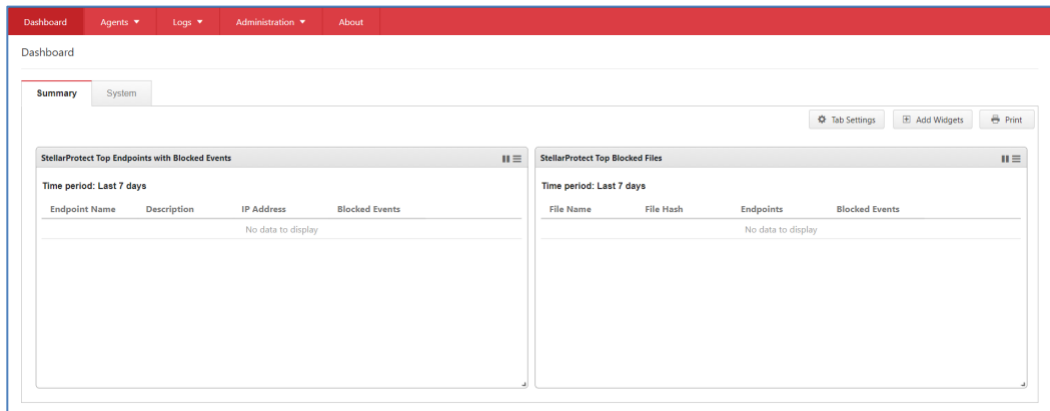 Dashboard Agents Logs Administration About
Dashboard
Summary System
Tab Settings Add Widgets Print
StellarProtect Top Endpoints with Blocked Events
Time period: Last 7 days
Endpoint Name Description IP Address Blocked Events
No data to display
StellarProtect Top Blocked Files
Time period: Last 7 days
File Name File Hash Endpoints Blocked Events
No data to display